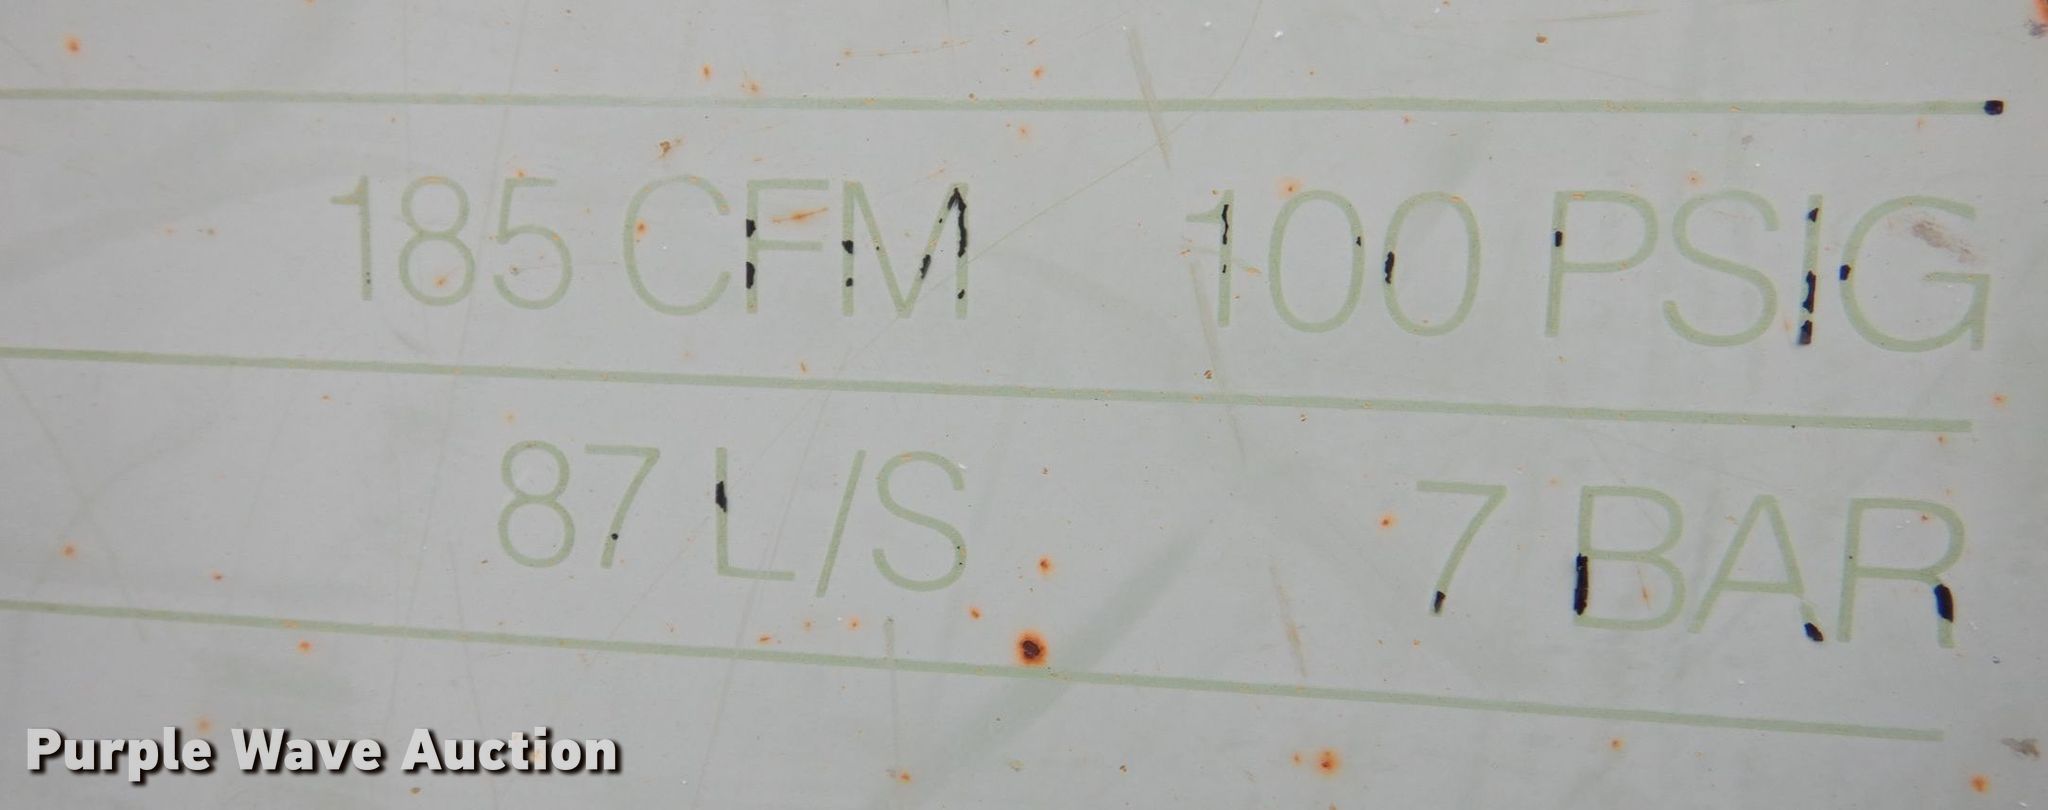 185 CFM 100 PSIG
87 L/S 7 BAR
Purple Wave Auction